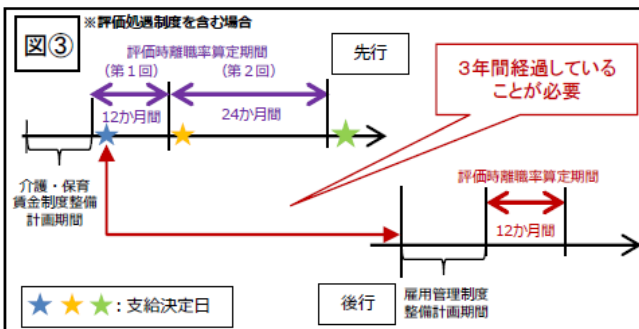 図③
※評価処遇制度を含む場合
評価時離職率算定期間
（第１回）
（第２回）
先行
12か月間
24か月間
３年間経過している
ことが必要
介護・保育
賃金制度整備
計画期間
評価時離職率算定期間
12か月間
：支給決定日
後行
雇用管理制度
整備計画期間